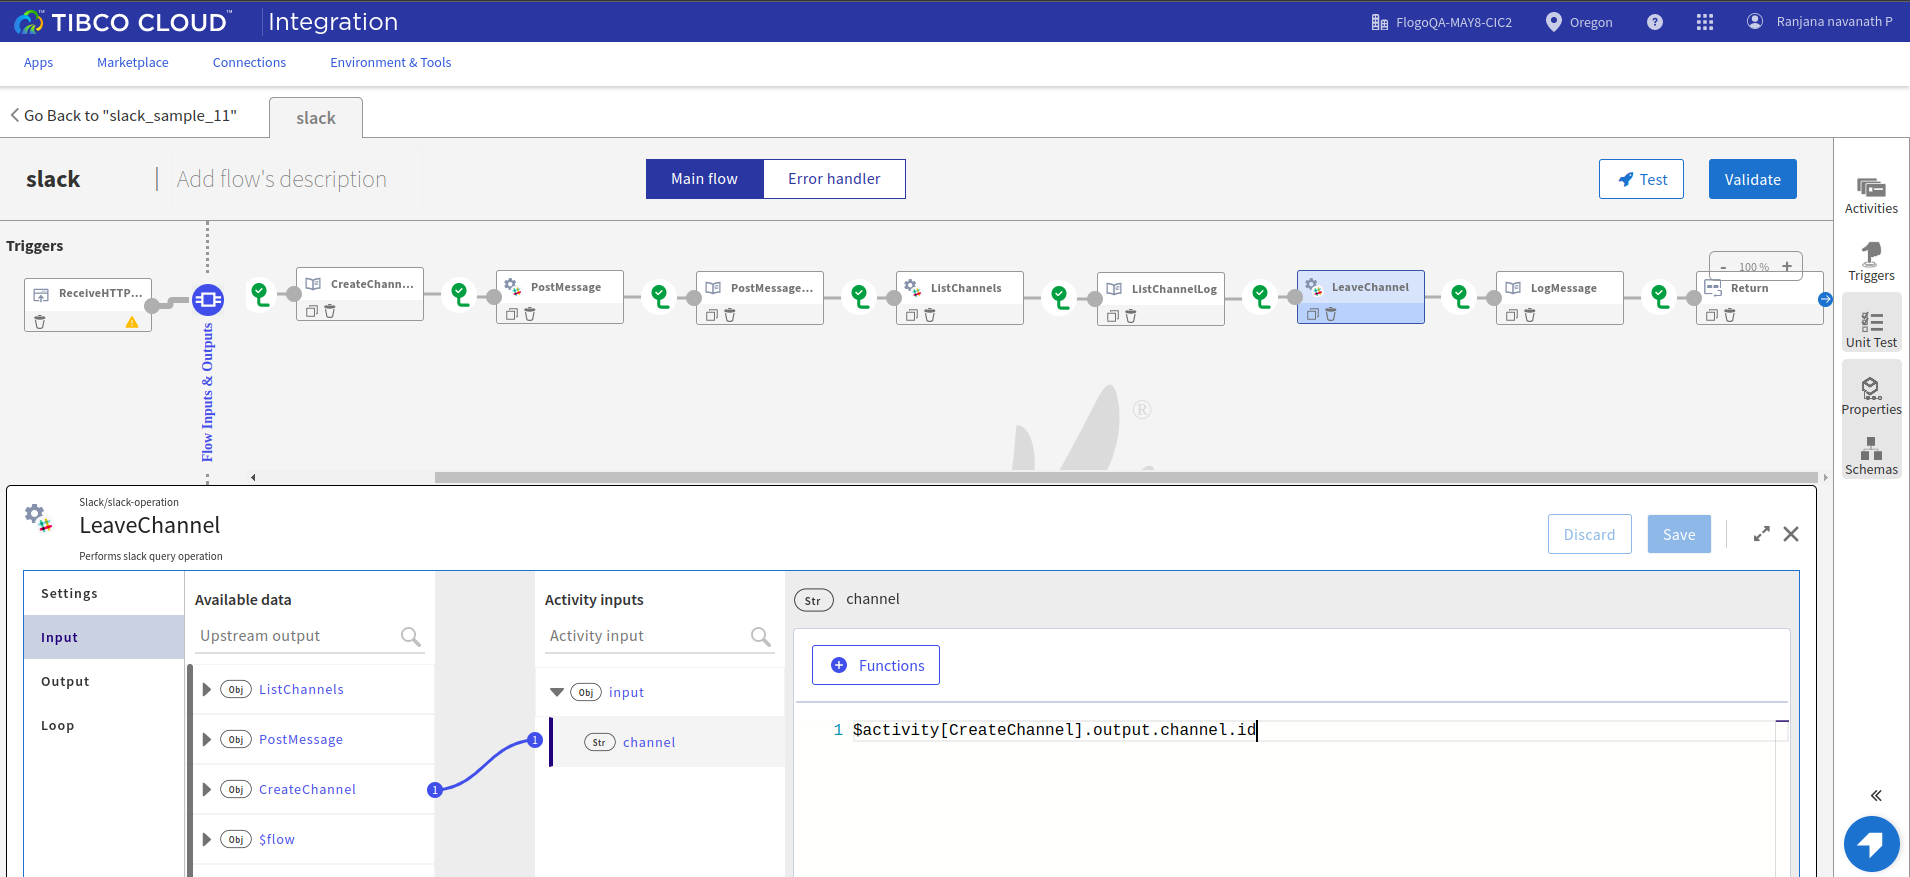 TIBCO CLOUD™ Integration
FlogoQA-MAY8-CIC2
Oregon
?
Ranjana navanath P
Apps
Marketplace
Connections
Environment & Tools
Go Back to "slack_sample_11"
slack
slack
Add flow's description
Main flow
Error handler
Test
Validate
Activities
Triggers
Unit Test
Properties
Schemas
Triggers
ReceiveHTTP...
CreateChann...
PostMessage
PostMessage...
ListChannels
ListChannelLog
LeaveChannel
LogMessage
Return
- 100 % +
Flow Inputs & Outputs
®
Slack/slack-operation
LeaveChannel
Performs slack query operation
Discard
Save
Settings
Input
Output
Loop
Available data
Upstream output
Obj ListChannels
Obj PostMessage
Obj CreateChannel
1
Obj $flow
Activity inputs
Activity input
Obj input
1
Str channel
Str channel
+ Functions
1 $activity[CreateChannel].output.channel.id